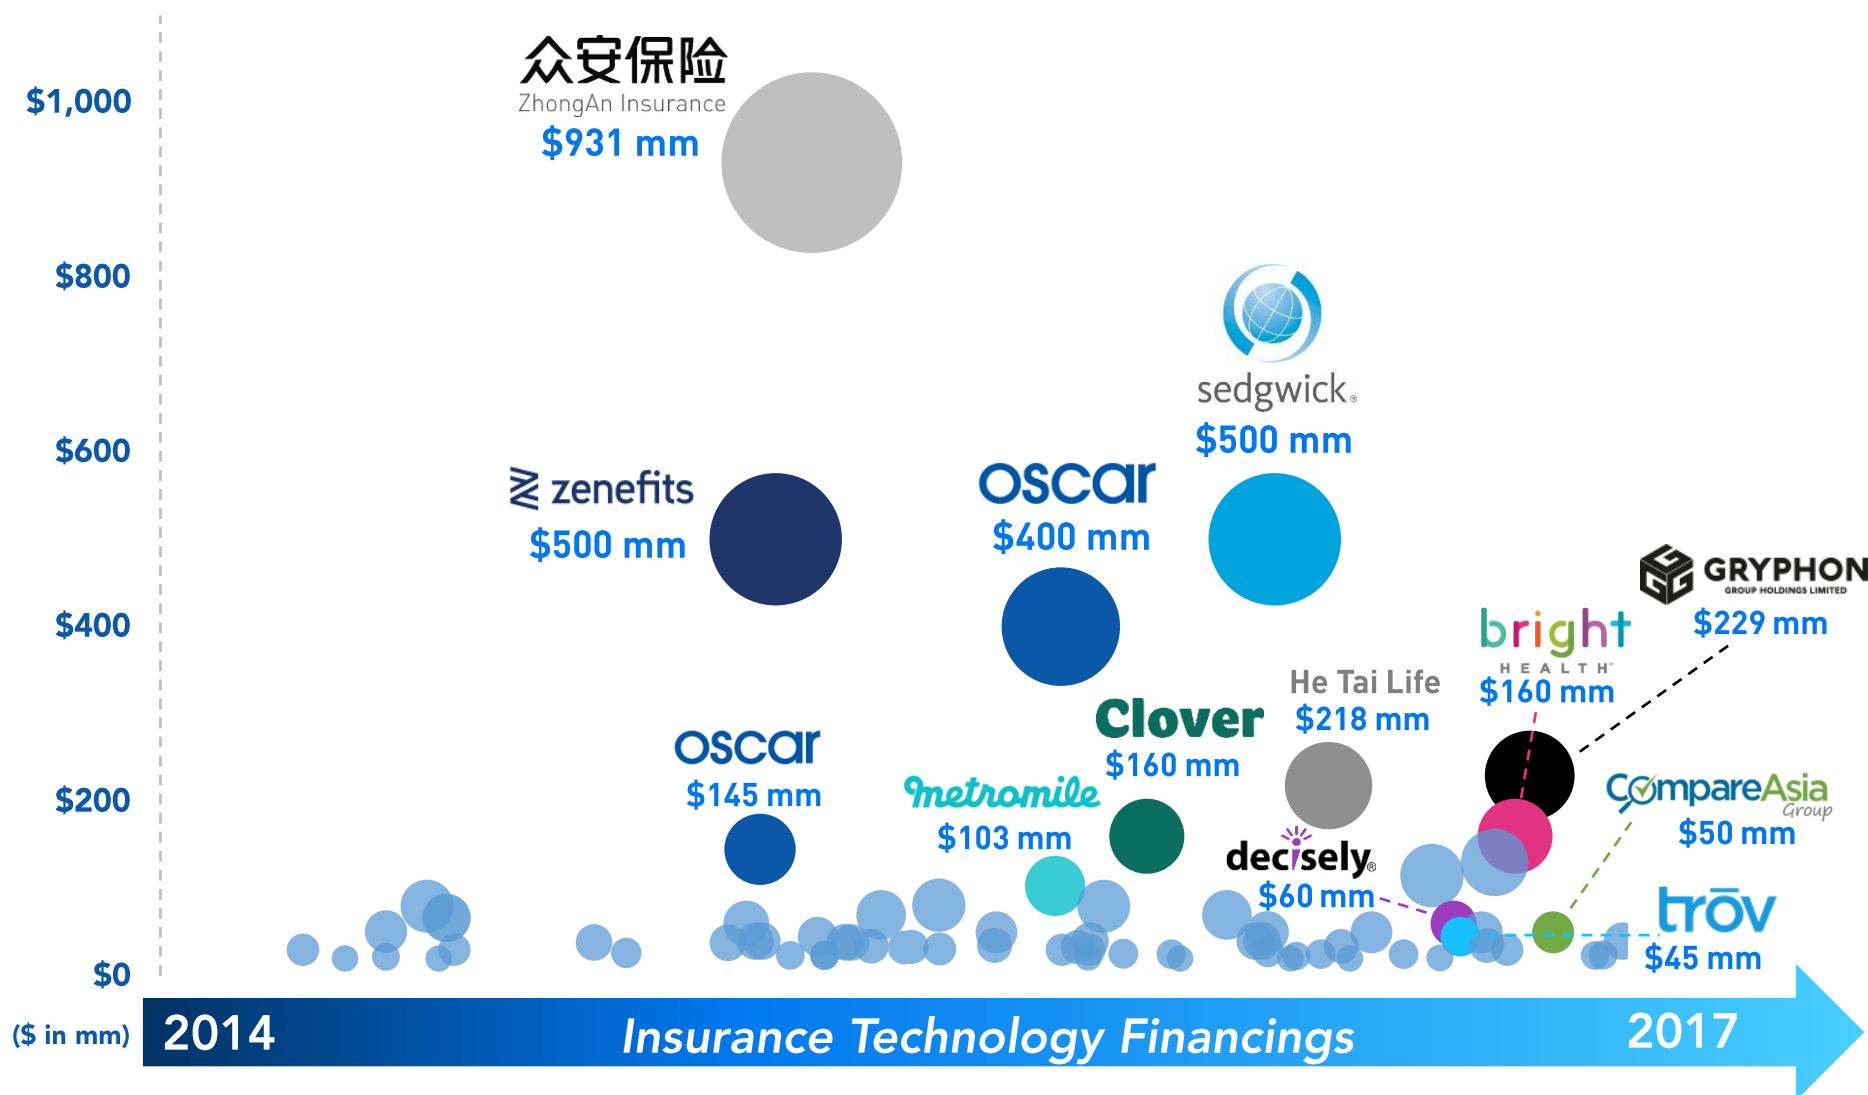 $1,000
$800
$600
$400
$200
$0
($ in mm)
众安保险
ZhongAn Insurance
$931 mm
sedgwick®
$500 mm
zenefits
$500 mm
oscar
$400 mm
GRYPHON
GROUP HOLDINGS LIMITED
$229 mm
bright
HEALTH™
$160 mm
He Tai Life
$218 mm
Clover
$160 mm
oscar
$145 mm
metromile
$103 mm
CompareAsia
Group
$50 mm
decisely®
$60 mm
trōv
$45 mm
2014
Insurance Technology Financings
2017